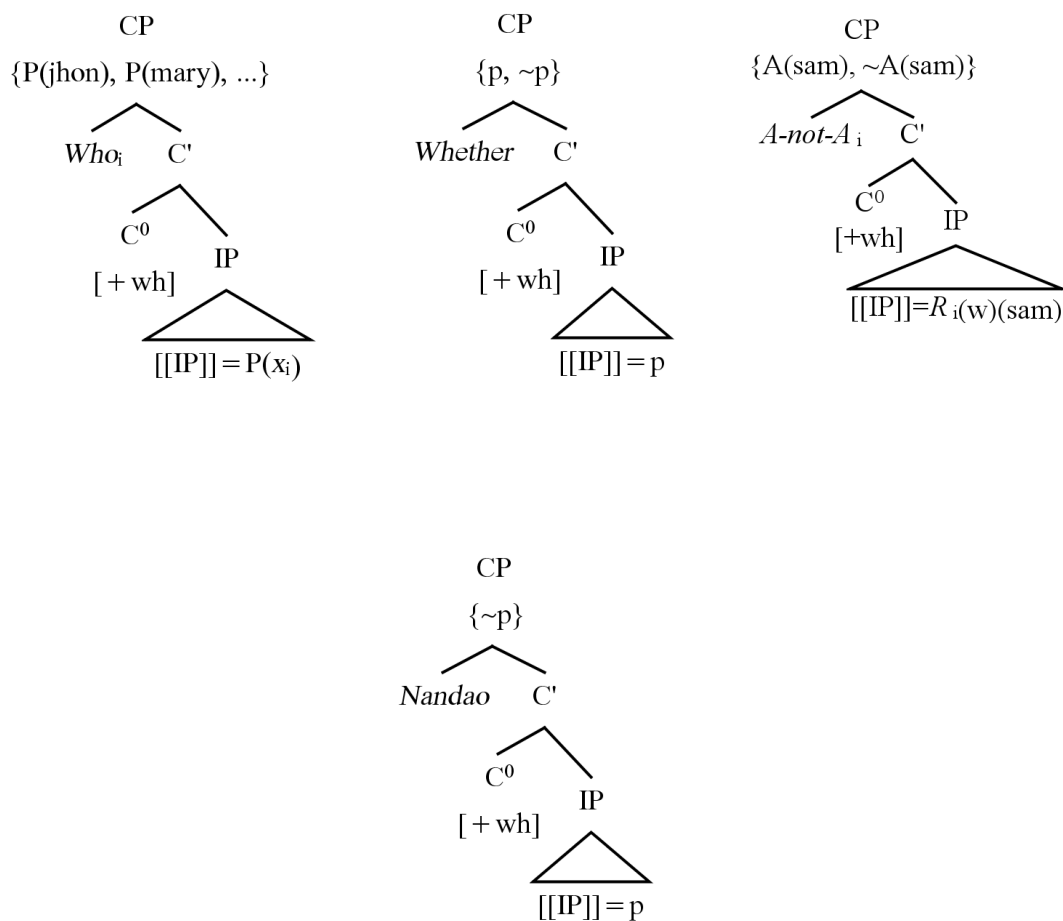 CP
{P(jhon), P(mary), ...}
Whoᵢ C'
C⁰
[+wh]
IP
[[IP]]=P(xᵢ)
CP
{p, ~p}
Whether C'
C⁰
[+wh]
IP
[[IP]]=p
CP
{A(sam), ~A(sam)}
A-not-A ᵢ C'
C⁰
[+wh]
IP
[[IP]]=R ᵢ(w)(sam)
CP
{~p}
Nandao C'
C⁰
[+wh]
IP
[[IP]]=p